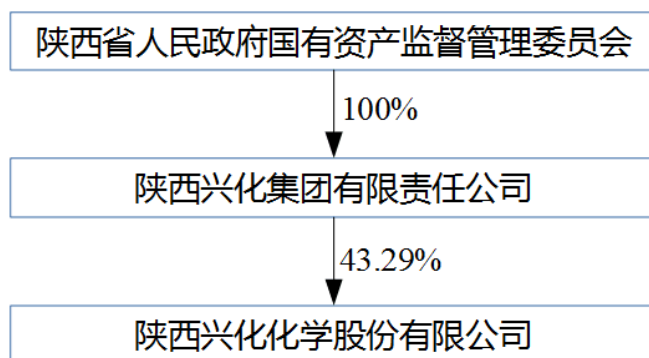 陕西省人民政府国有资产监督管理委员会
100%
陕西兴化集团有限责任公司
43.29%
陕西兴化化学股份有限公司